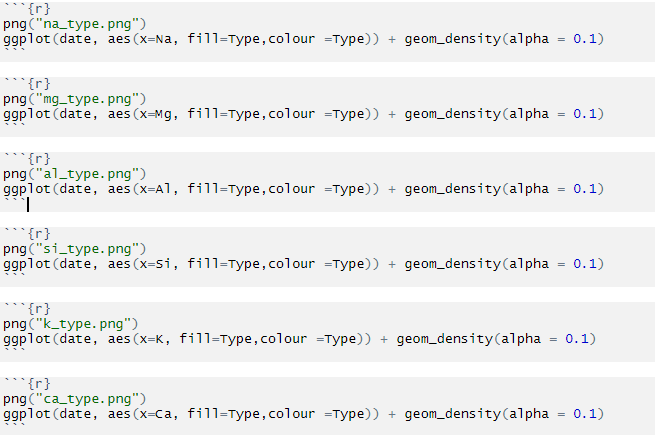 ```{r}
png("na_type.png")
ggplot(date, aes(x=Na, fill=Type,colour =Type)) + geom_density(alpha = 0.1)
```
```{r}
png("mg_type.png")
ggplot(date, aes(x=Mg, fill=Type,colour =Type)) + geom_density(alpha = 0.1)
```
```{r}
png("al_type.png")
ggplot(date, aes(x=Al, fill=Type,colour =Type)) + geom_density(alpha = 0.1)
```
```{r}
png("si_type.png")
ggplot(date, aes(x=Si, fill=Type,colour =Type)) + geom_density(alpha = 0.1)
```
```{r}
png("k_type.png")
ggplot(date, aes(x=K, fill=Type,colour =Type)) + geom_density(alpha = 0.1)
```
```{r}
png("ca_type.png")
ggplot(date, aes(x=Ca, fill=Type,colour =Type)) + geom_density(alpha = 0.1)
```